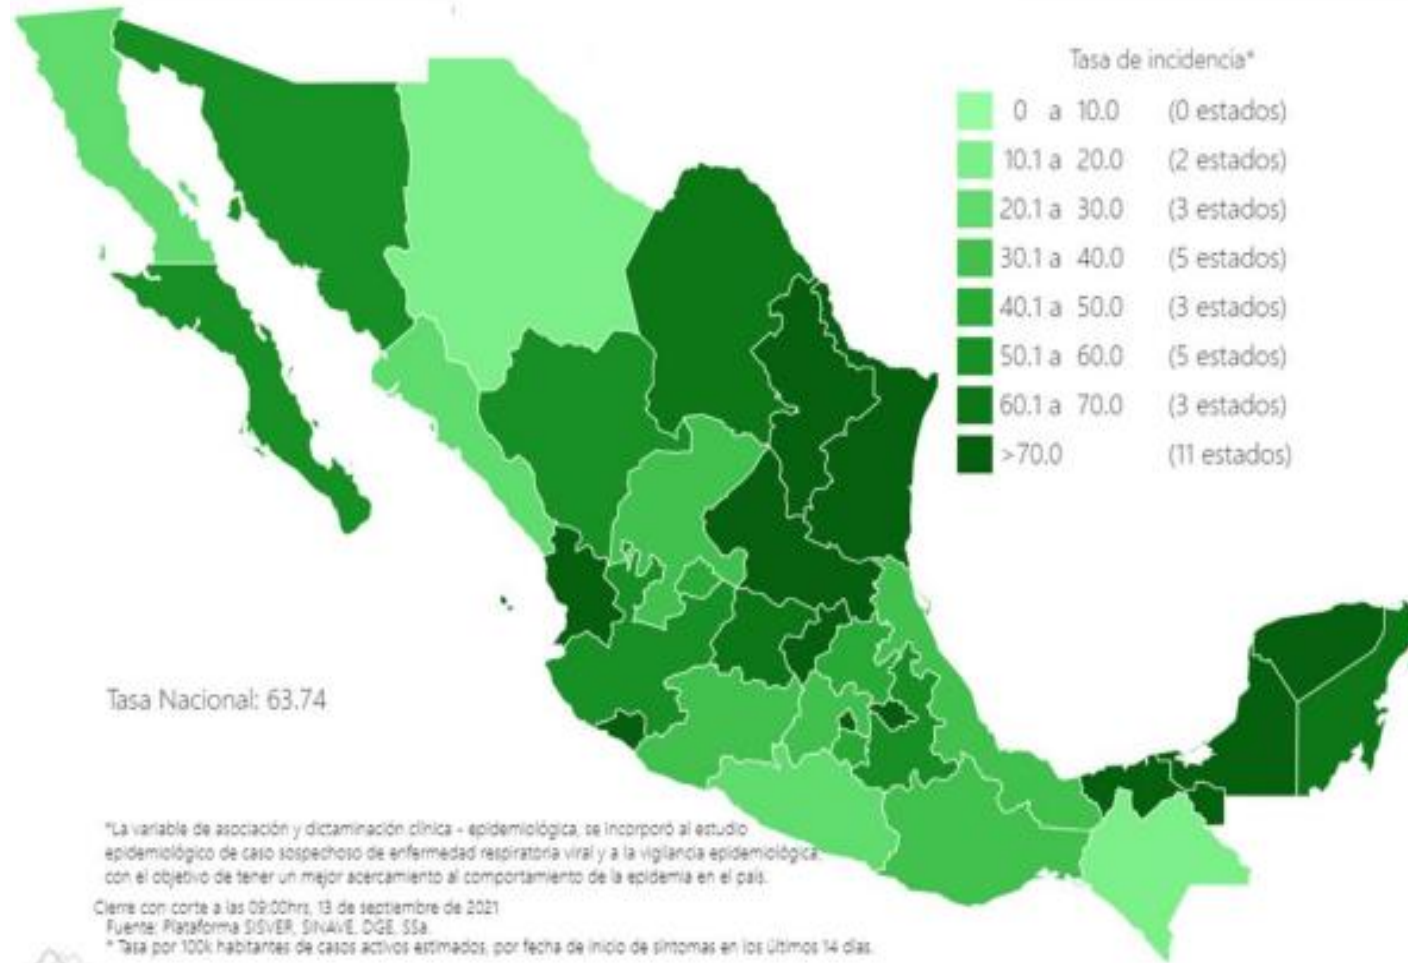 Tasa de incidencia*
0 a 10.0 (0 estados)
10.1 a 20.0 (2 estados)
20.1 a 30.0 (3 estados)
30.1 a 40.0 (5 estados)
40.1 a 50.0 (3 estados)
50.1 a 60.0 (5 estados)
60.1 a 70.0 (3 estados)
>70.0 (11 estados)
Tasa Nacional: 63.74
*La variable de asociación y dictaminación clínica - epidemiológica, se incorporó al estudio
epidemiológico de caso sospechoso de enfermedad respiratoria viral y a la vigilancia epidemiológica,
con el objetivo de tener un mejor acercamiento al comportamiento de la epidemia en el país.
Cierre con corte a las 09:00hrs, 13 de septiembre de 2021
Fuente: Plataforma SISVER, SINAVE, DGE, SSa.
* Tasa por 100k habitantes de casos activos estimados, por fecha de inicio de síntomas en los últimos 14 días.